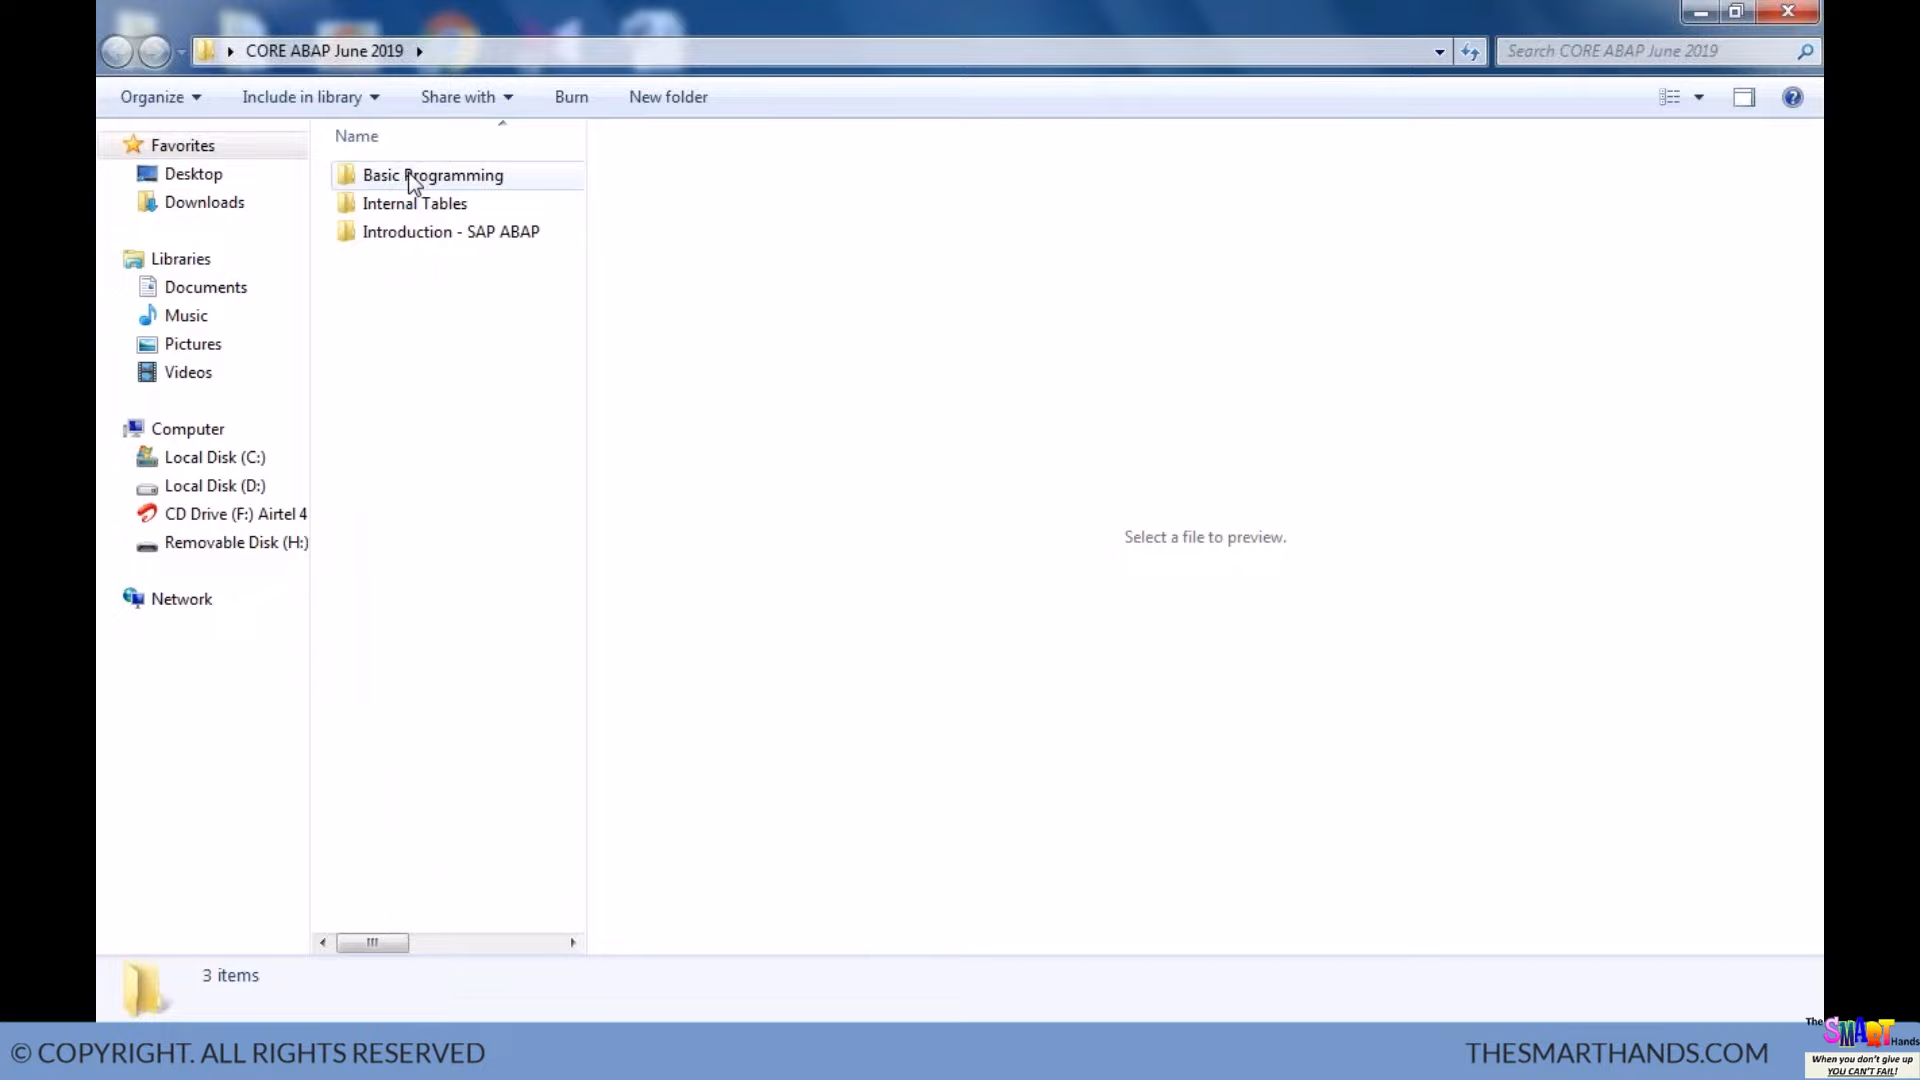 CORE ABAP June 2019
Search CORE ABAP June 2019
Organize
Include in library
Share with
Burn
New folder
Favorites
Desktop
Downloads
Libraries
Documents
Music
Pictures
Videos
Computer
Local Disk (C:)
Local Disk (D:)
CD Drive (F:) Airtel 4
Removable Disk (H:)
Network
Name
Basic Programming
Internal Tables
Introduction - SAP ABAP
Select a file to preview.
3 items
© COPYRIGHT. ALL RIGHTS RESERVED
THESMARTHANDS.COM
The SMART Hands
When you don't give up
YOU CAN'T FAIL!